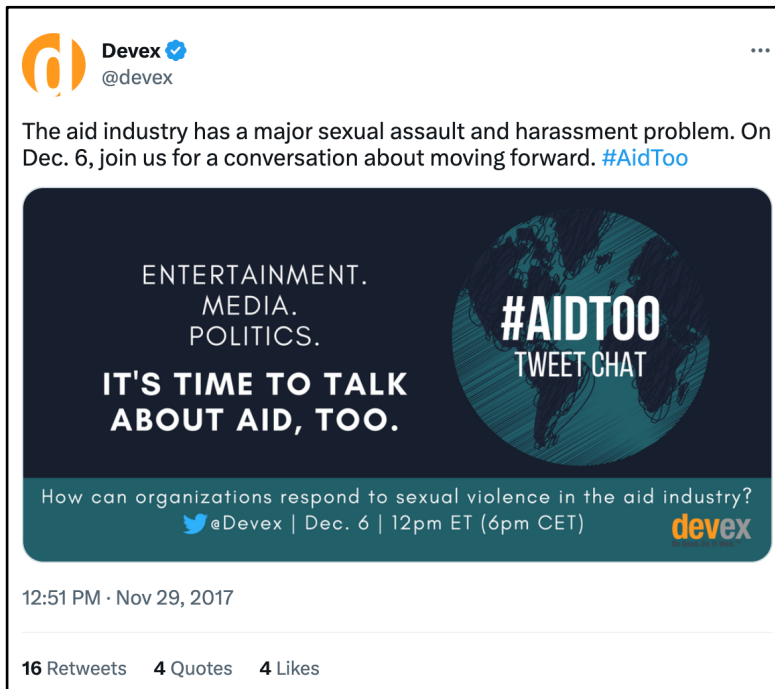 Devex
@devex
The aid industry has a major sexual assault and harassment problem. On
Dec. 6, join us for a conversation about moving forward. #AidToo
ENTERTAINMENT.
MEDIA.
POLITICS.
IT'S TIME TO TALK
ABOUT AID, TOO.
#AIDTOO
TWEET CHAT
How can organizations respond to sexual violence in the aid industry?
@Devex | Dec. 6 | 12pm ET (6pm CET)
devex
12:51 PM · Nov 29, 2017
16 Retweets 4 Quotes 4 Likes